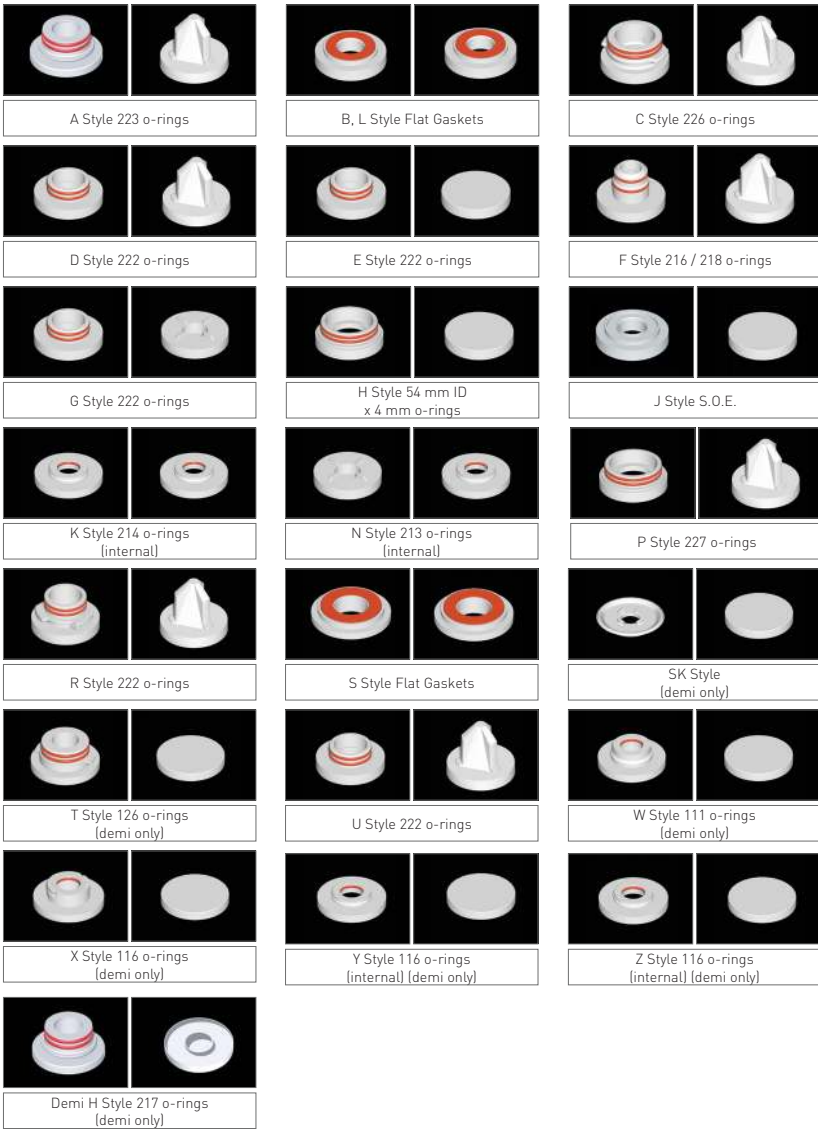 A Style 223 o-rings
B, L Style Flat Gaskets
C Style 226 o-rings
D Style 222 o-rings
E Style 222 o-rings
F Style 216 / 218 o-rings
G Style 222 o-rings
H Style 54 mm ID
x 4 mm o-rings
J Style S.O.E.
K Style 214 o-rings
(internal)
N Style 213 o-rings
(internal)
P Style 227 o-rings
R Style 222 o-rings
S Style Flat Gaskets
SK Style
(demi only)
T Style 126 o-rings
(demi only)
U Style 222 o-rings
W Style 111 o-rings
(demi only)
X Style 116 o-rings
(demi only)
Y Style 116 o-rings
(internal) (demi only)
Z Style 116 o-rings
(internal) (demi only)
Demi H Style 217 o-rings
(demi only)